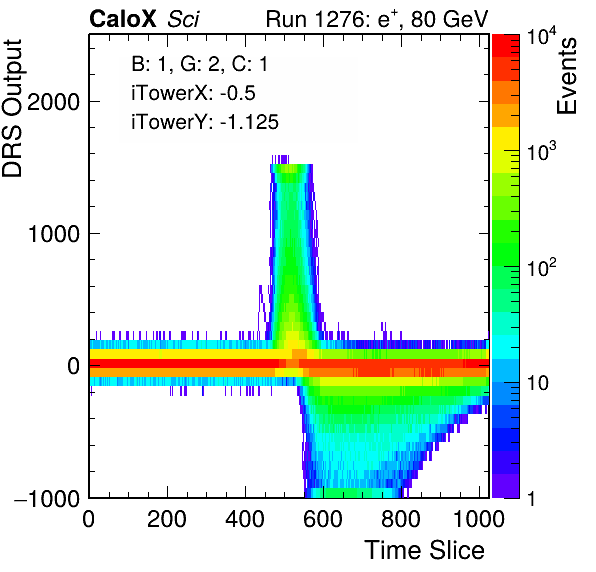 CaloX Sci
Run 1276: e⁺, 80 GeV
B: 1, G: 2, C: 1
iTowerX: -0.5
iTowerY: -1.125
DRS Output
2000
1000
0
−1000
0 200 400 600 800 1000
Time Slice
Events
10⁴
10³
10²
10
1